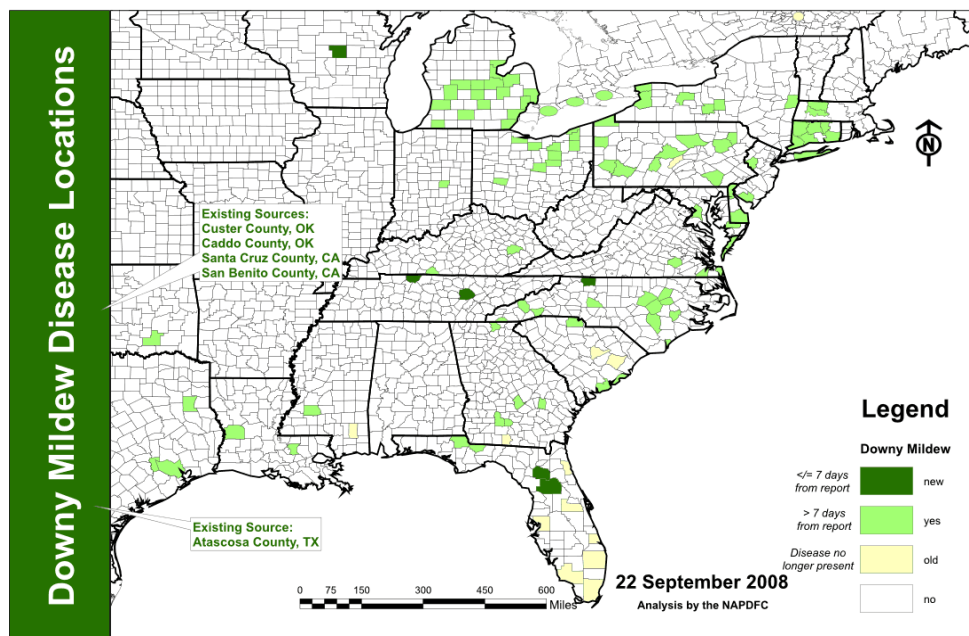 Downy Mildew Disease Locations
Existing Sources:
Custer County, OK
Caddo County, OK
Santa Cruz County, CA
San Benito County, CA
Existing Source:
Atascosa County, TX
N
Legend
Downy Mildew
</= 7 days
from report
new
> 7 days
from report
yes
Disease no
longer present
old
no
22 September 2008
Analysis by the NAPDFC
0 75 150 300 450 600
Miles